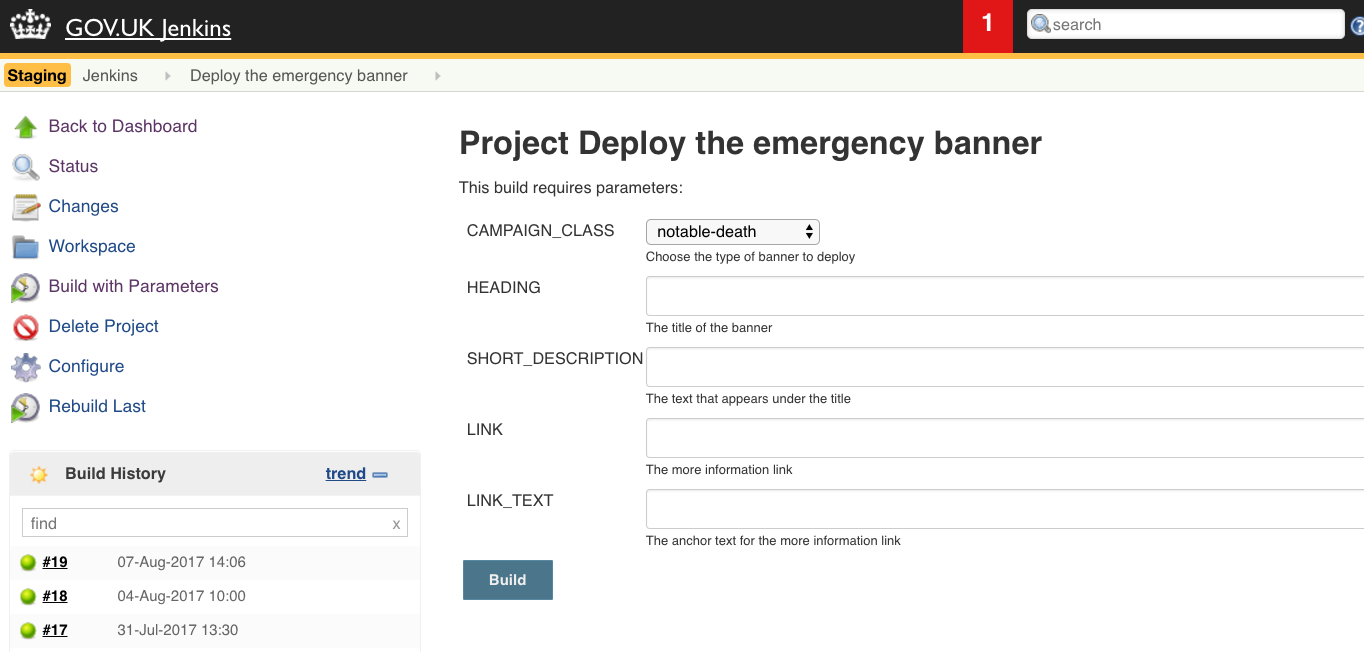 GOV.UK Jenkins
1
search
Staging Jenkins Deploy the emergency banner
Back to Dashboard
Status
Changes
Workspace
Build with Parameters
Delete Project
Configure
Rebuild Last
Build History trend
find x
#19 07-Aug-2017 14:06
#18 04-Aug-2017 10:00
#17 31-Jul-2017 13:30
Project Deploy the emergency banner
This build requires parameters:
CAMPAIGN_CLASS notable-death
Choose the type of banner to deploy
HEADING
The title of the banner
SHORT_DESCRIPTION
The text that appears under the title
LINK
The more information link
LINK_TEXT
The anchor text for the more information link
Build